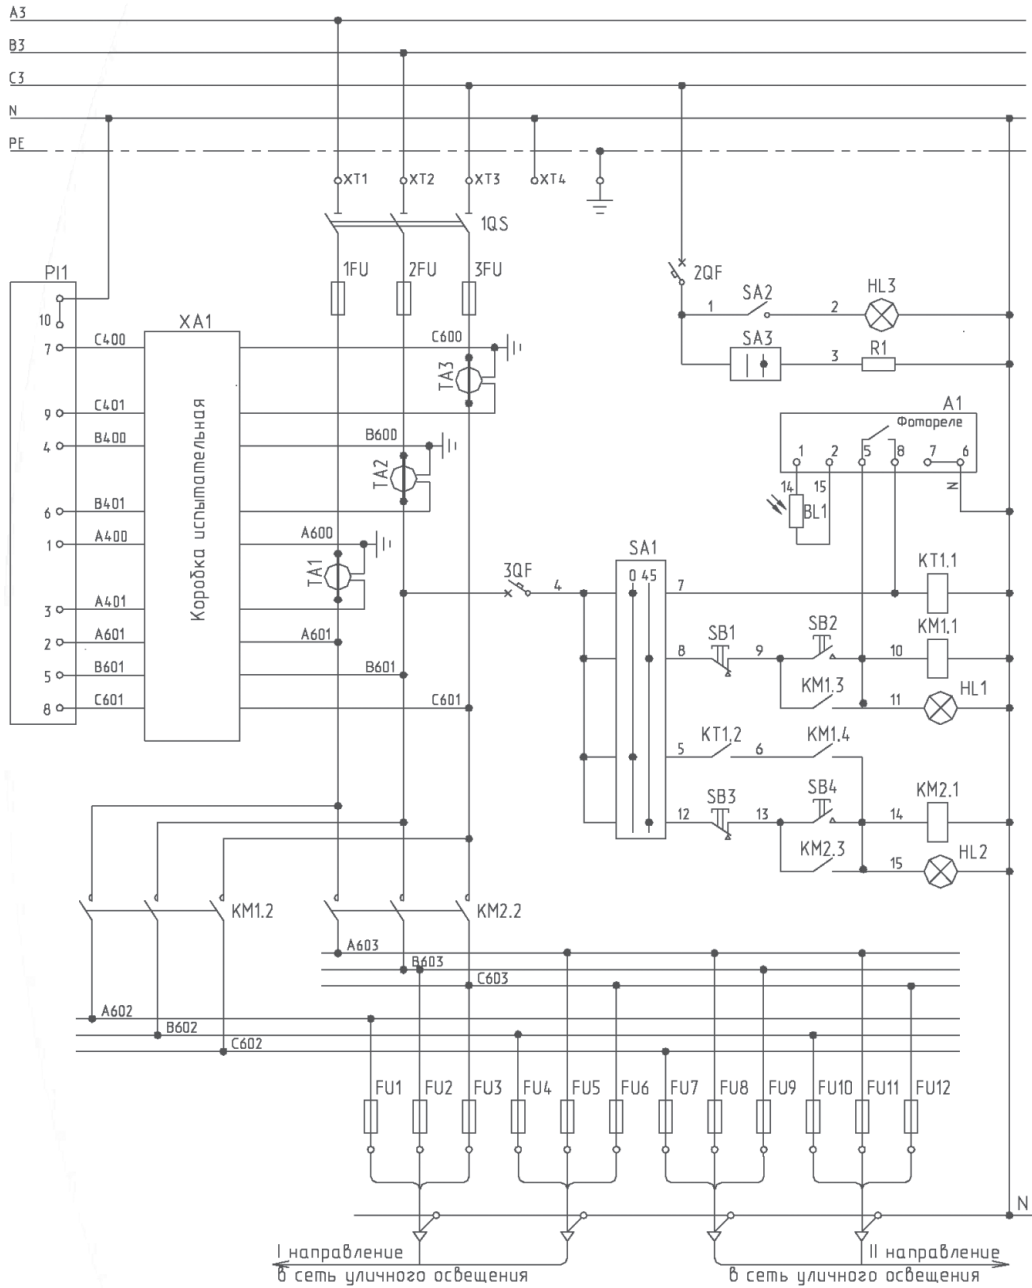 A3
B3
C3
N
PE
XT1 XT2 XT3 XT4
1QS
1FU 2FU 3FU
2QF
PI1
10
7
9
4
6
1
3
2
5
8
C400
C401
B400
B401
A400
A401
A601
B601
C601
XA1
Коробка испытательная
C600
TA3
B600
TA2
A600
TA1
A601
B601
C601
1 SA2 2 HL3
SA3 3 R1
A1
Фотореле
1 2 5 8 7 6
14 15 N
BL1
3QF 4
SA1
0 45
7 KT1.1
8 SB1 9 SB2 10 KM1.1
KM1.3 11 HL1
5 KT1.2 6 KM1.4
12 SB3 13 SB4 14 KM2.1
KM2.3 15 HL2
KM1.2 KM2.2
A603
B603
C603
A602
B602
C602
FU1 FU2 FU3 FU4 FU5 FU6 FU7 FU8 FU9 FU10 FU11 FU12
N
I направление
в сеть уличного освещения
II направление
в сеть уличного освещения